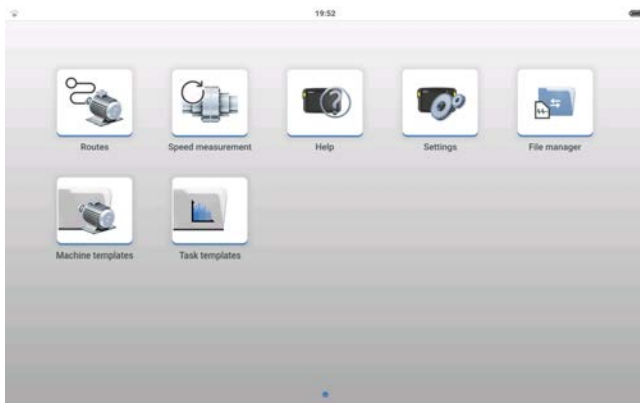 19:52
Routes
Speed measurement
Help
Settings
File manager
Machine templates
Task templates